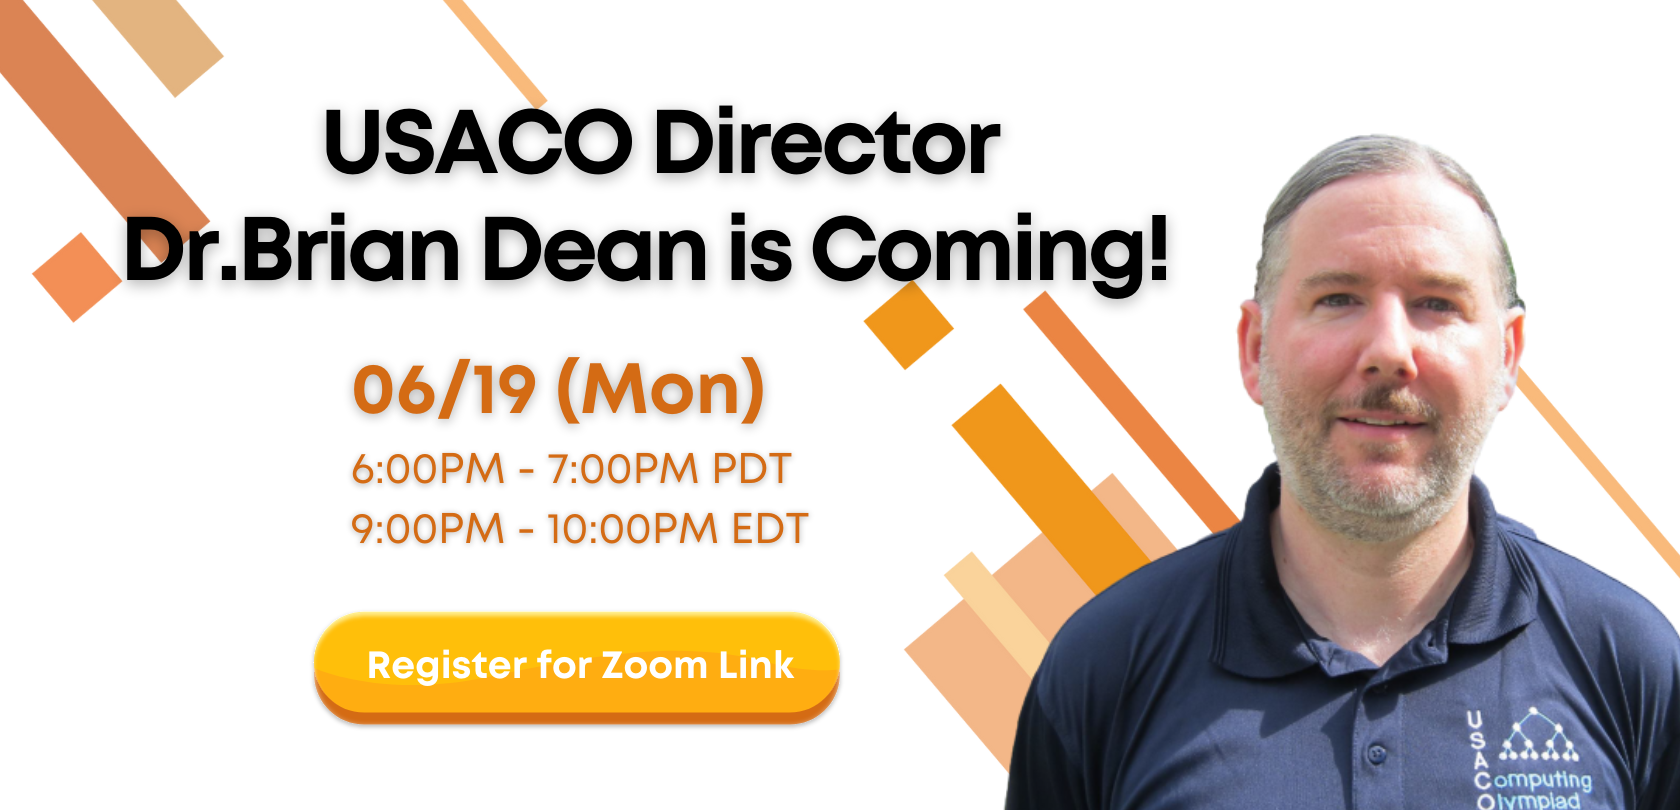 USACO Director
Dr.Brian Dean is Coming!
06/19 (Mon)
6:00PM - 7:00PM PDT
9:00PM - 10:00PM EDT
Register for Zoom Link
USACO
Computing
Olympiad